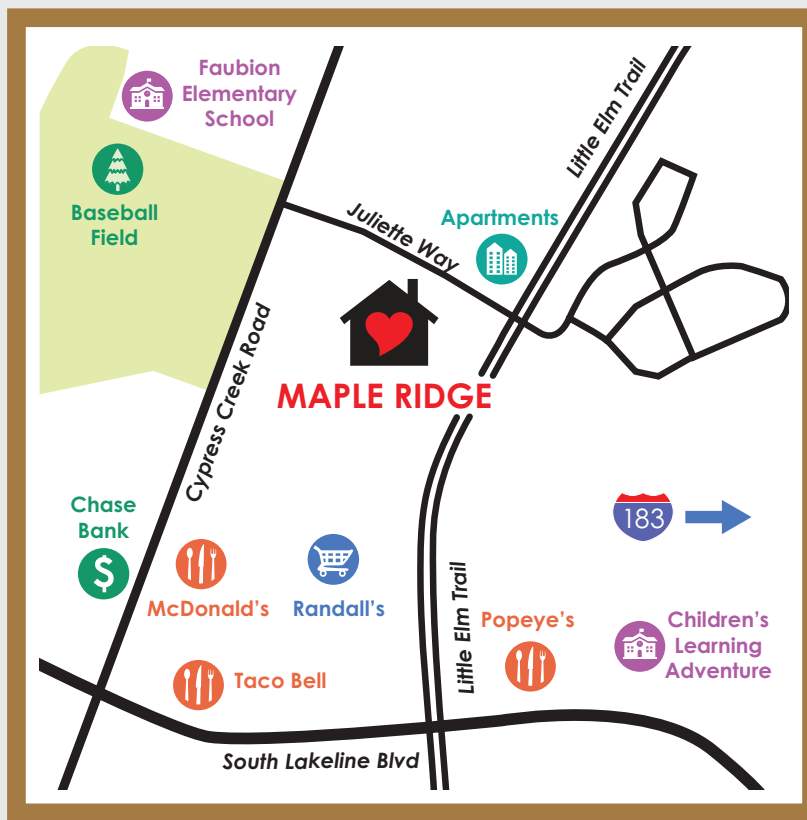 Faubion
Elementary
School
Little Elm Trail
Baseball
Field
Juliette Way
Apartments
Cypress Creek Road
MAPLE RIDGE
Chase
Bank
$
183
McDonald's
Randall's
Little Elm Trail
Popeye's
Children's
Learning
Adventure
Taco Bell
South Lakeline Blvd